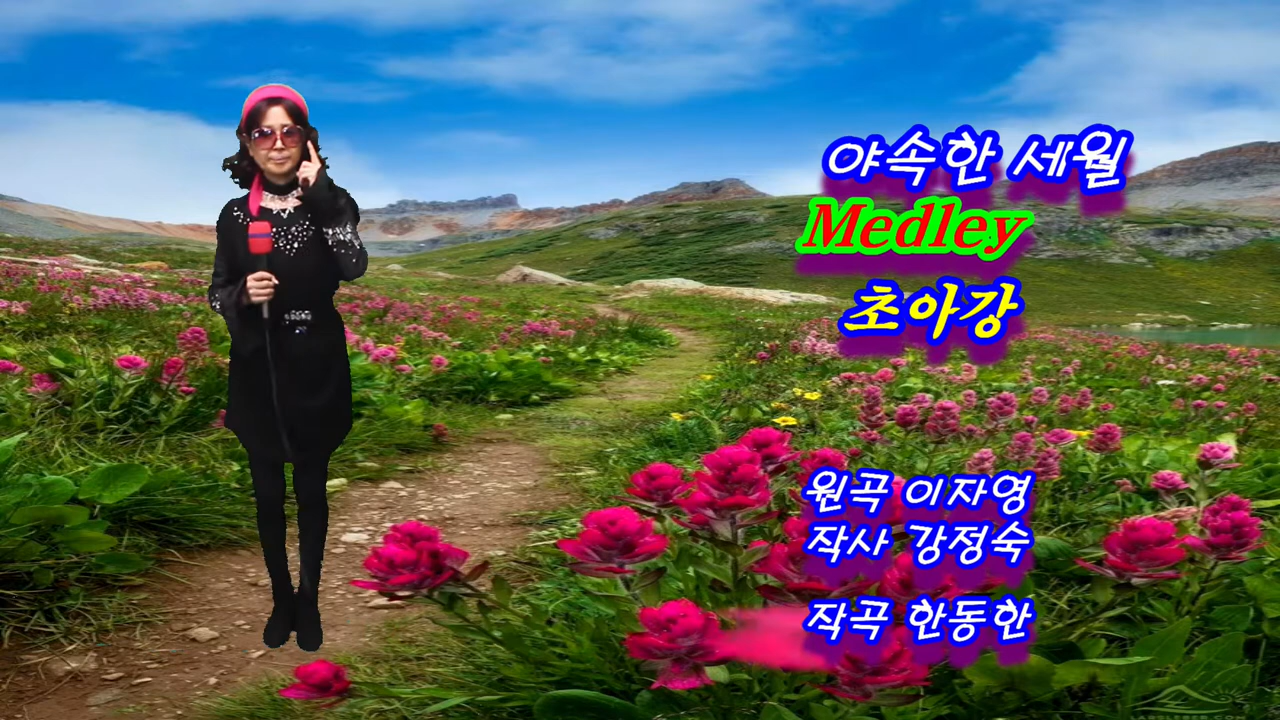 야속한 세월
Medley
초아강
원곡 이자영
작사 강정숙
작곡 한동한